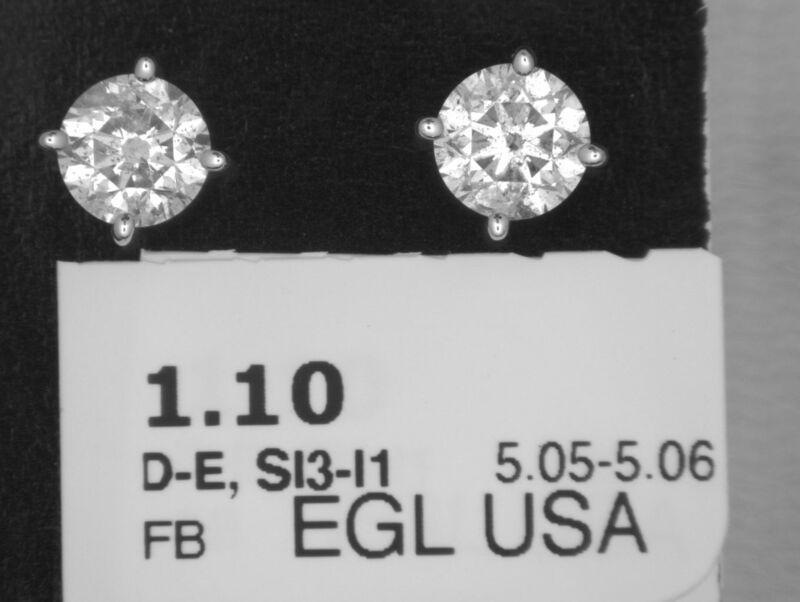 1.10
D-E, SI3-I1 5.05-5.06
FB EGL USA